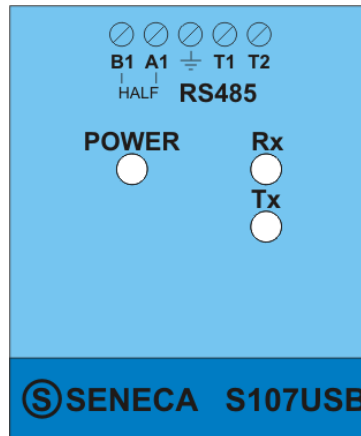 B1 A1 T1 T2
HALF RS485
POWER Rx
Tx
S SENECA S107USB